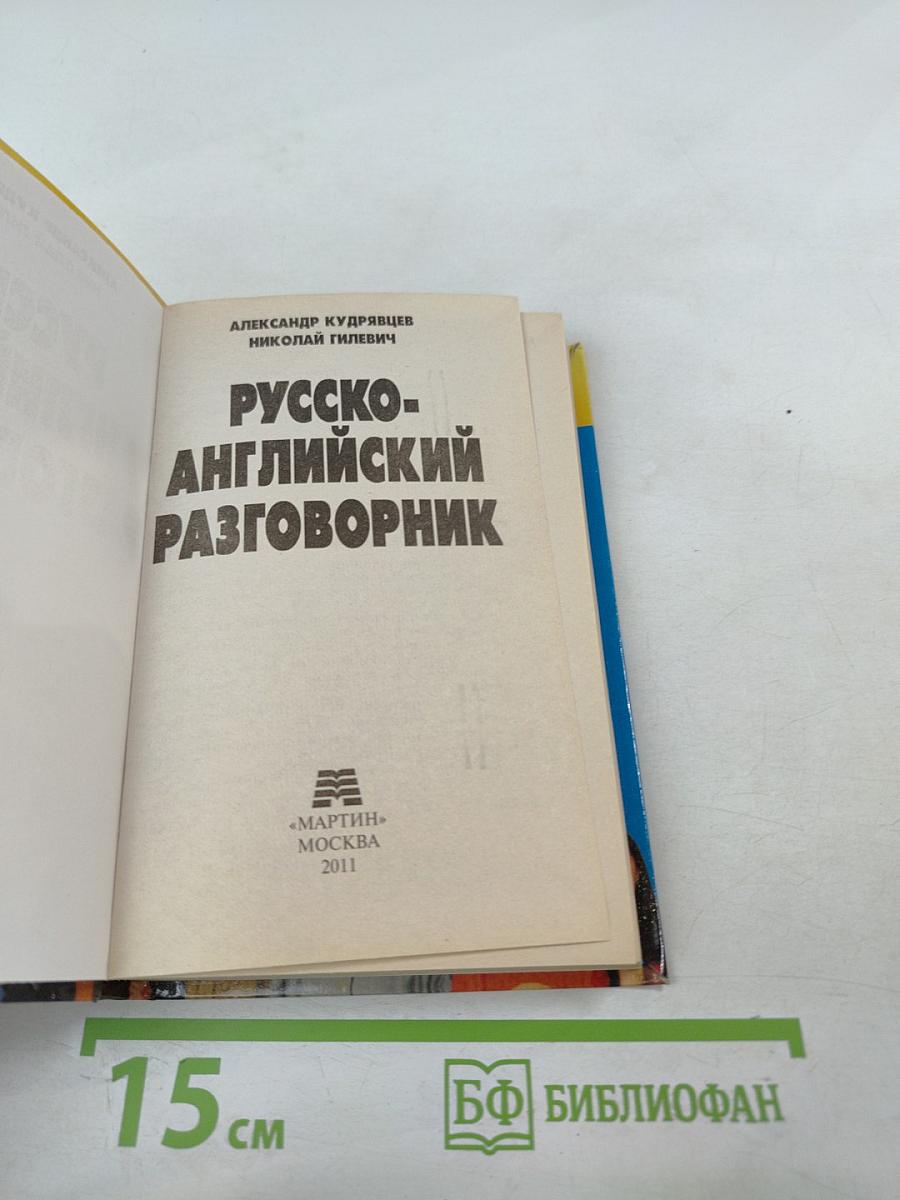 АЛЕКСАНДР КУДРЯВЦЕВ
НИКОЛАЙ ГИЛЕВИЧ
РУССКО-
АНГЛИЙСКИЙ
РАЗГОВОРНИК
«МАРТИН»
МОСКВА
2011
15 см
БФ БИБЛИОФАН